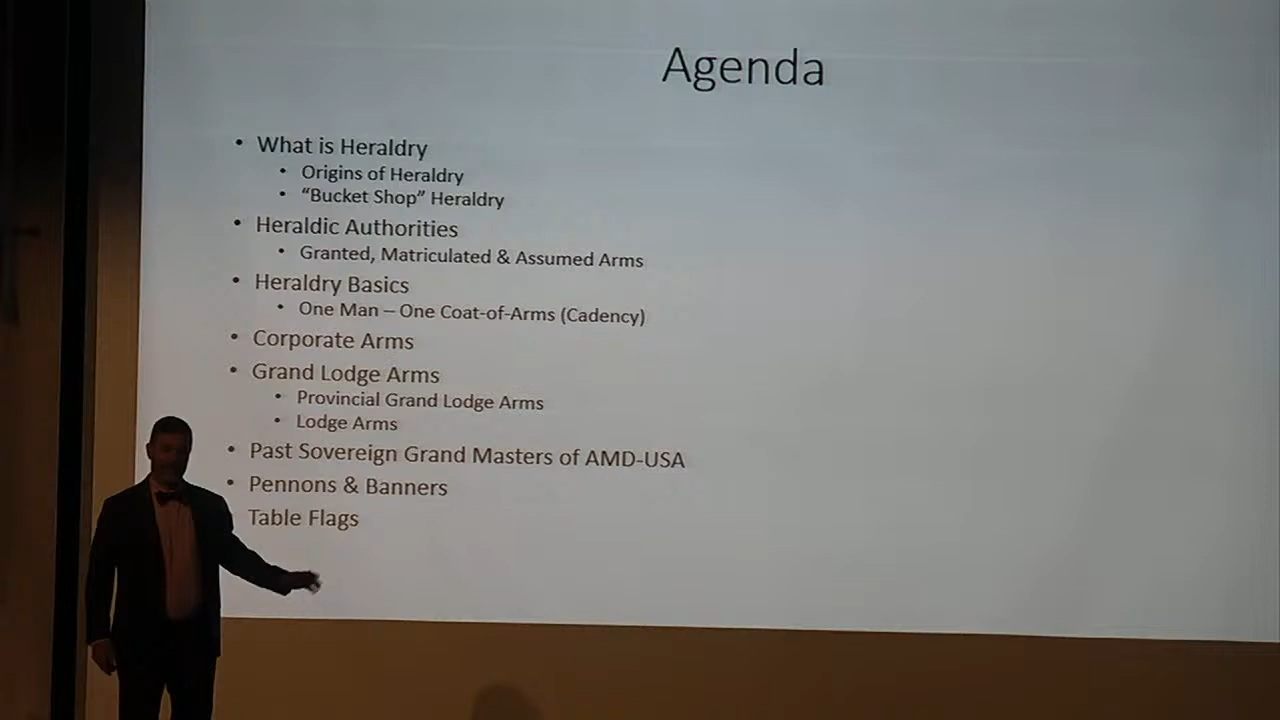 Agenda
• What is Heraldry
• Origins of Heraldry
• “Bucket Shop” Heraldry
• Heraldic Authorities
• Granted, Matriculated & Assumed Arms
• Heraldry Basics
• One Man – One Coat-of-Arms (Cadency)
• Corporate Arms
• Grand Lodge Arms
• Provincial Grand Lodge Arms
• Lodge Arms
• Past Sovereign Grand Masters of AMD-USA
• Pennons & Banners
Table Flags